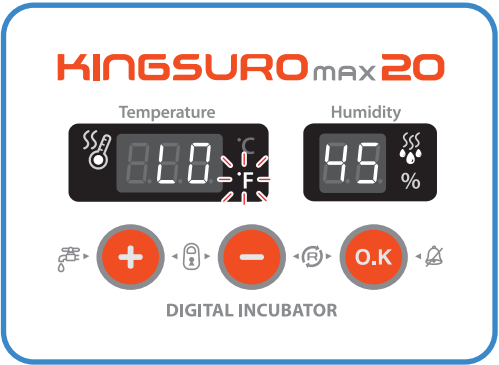 KINGSURO max 20
Temperature Humidity
LO °C °F 45 %
+ − O.K
DIGITAL INCUBATOR